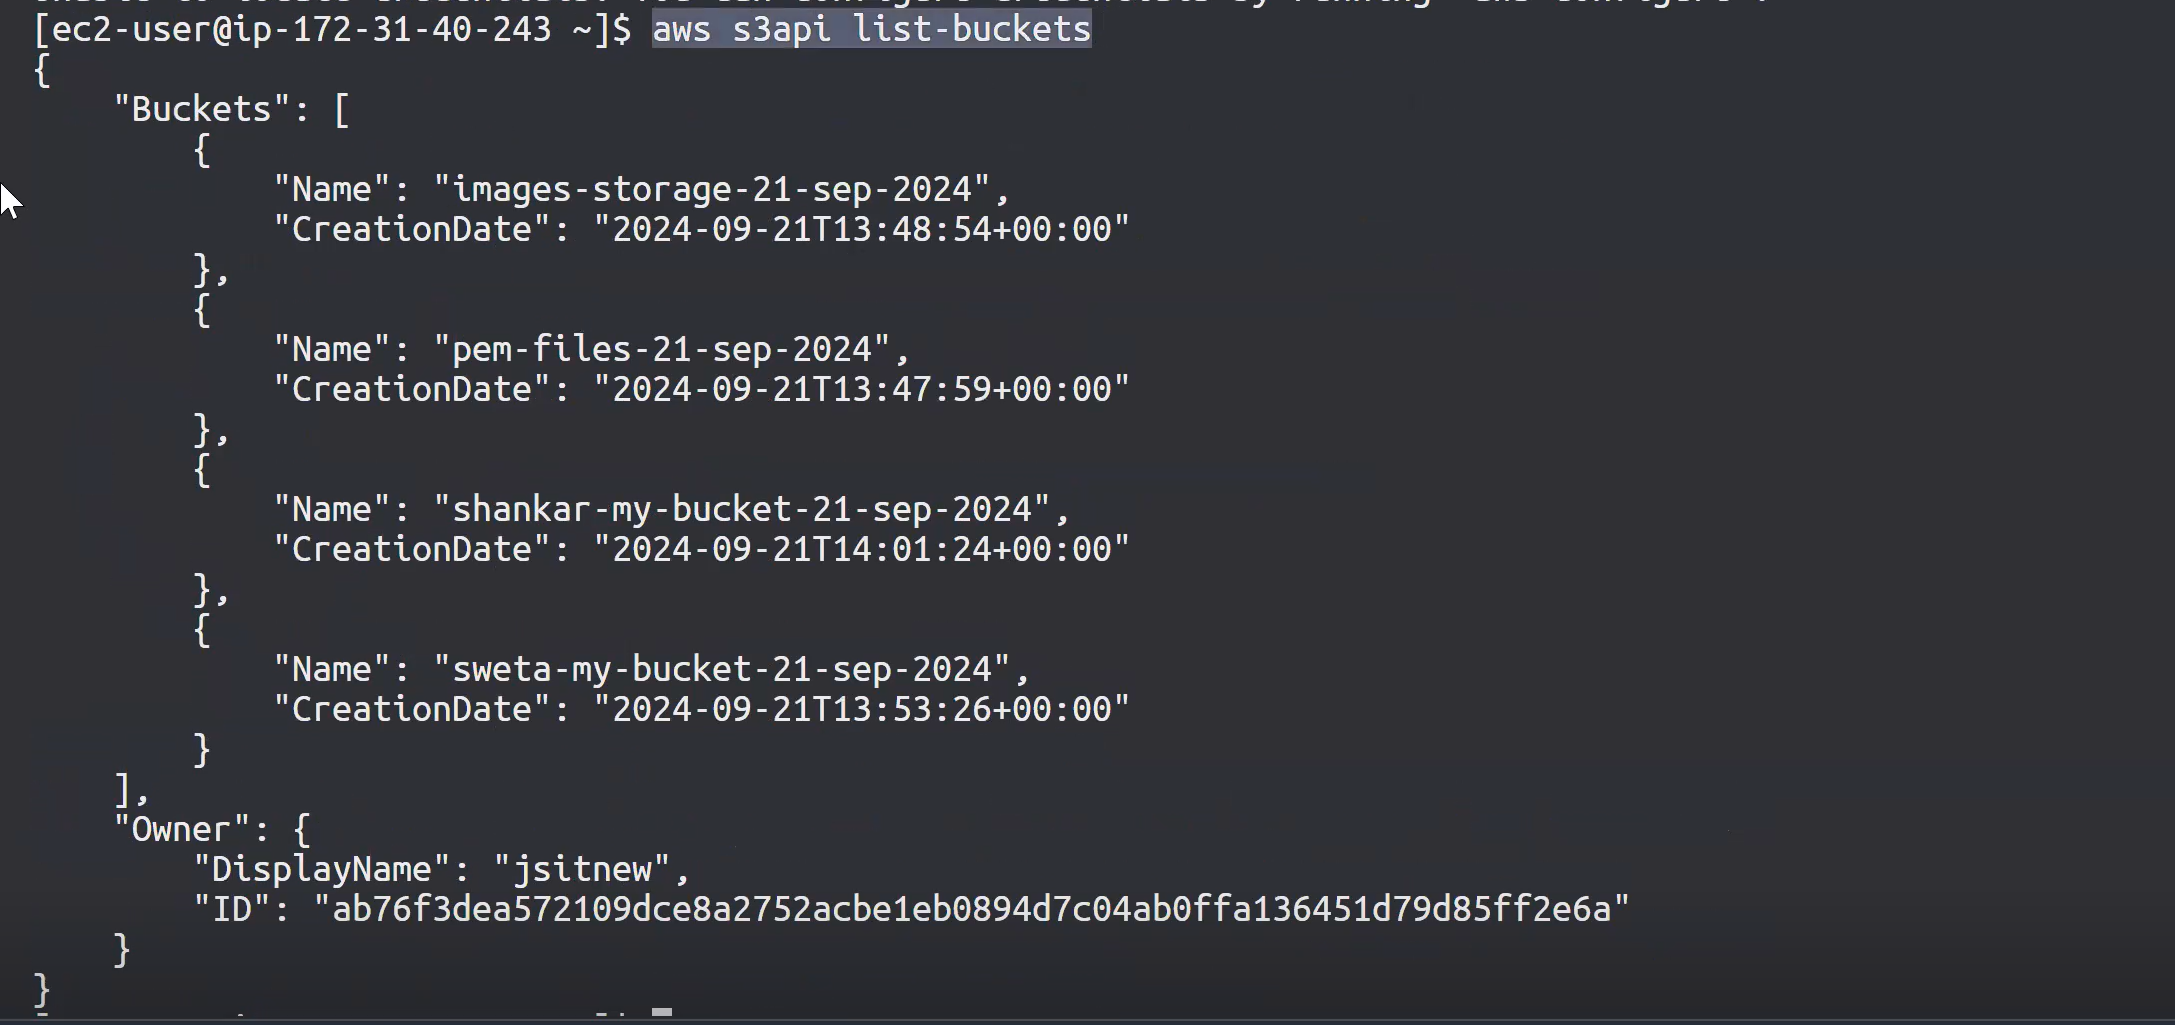 [ec2-user@ip-172-31-40-243 ~]$ aws s3api list-buckets
{
    "Buckets": [
        {
            "Name": "images-storage-21-sep-2024",
            "CreationDate": "2024-09-21T13:48:54+00:00"
        },
        {
            "Name": "pem-files-21-sep-2024",
            "CreationDate": "2024-09-21T13:47:59+00:00"
        },
        {
            "Name": "shankar-my-bucket-21-sep-2024",
            "CreationDate": "2024-09-21T14:01:24+00:00"
        },
        {
            "Name": "sweta-my-bucket-21-sep-2024",
            "CreationDate": "2024-09-21T13:53:26+00:00"
        }
    ],
    "Owner": {
        "DisplayName": "jsitnew",
        "ID": "ab76f3dea572109dce8a2752acbe1eb0894d7c04ab0ffa136451d79d85ff2e6a"
    }
}